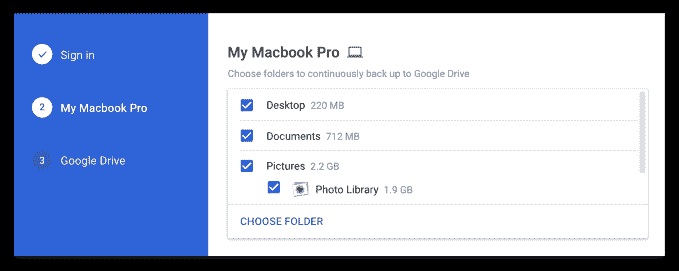 ✓ Sign in
2 My Macbook Pro
3 Google Drive
My Macbook Pro
Choose folders to continuously back up to Google Drive
Desktop 220 MB
Documents 712 MB
Pictures 2.2 GB
Photo Library 1.9 GB
CHOOSE FOLDER